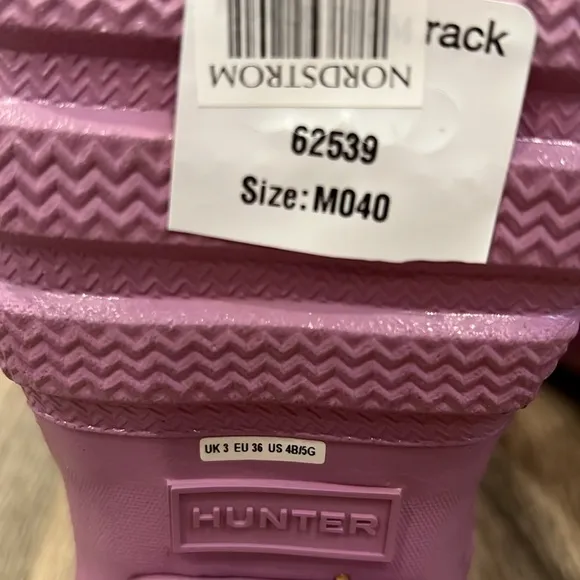 rack
NORDSTROM
62539
Size:M040
UK 3 EU 36 US 4B/5G
HUNTER